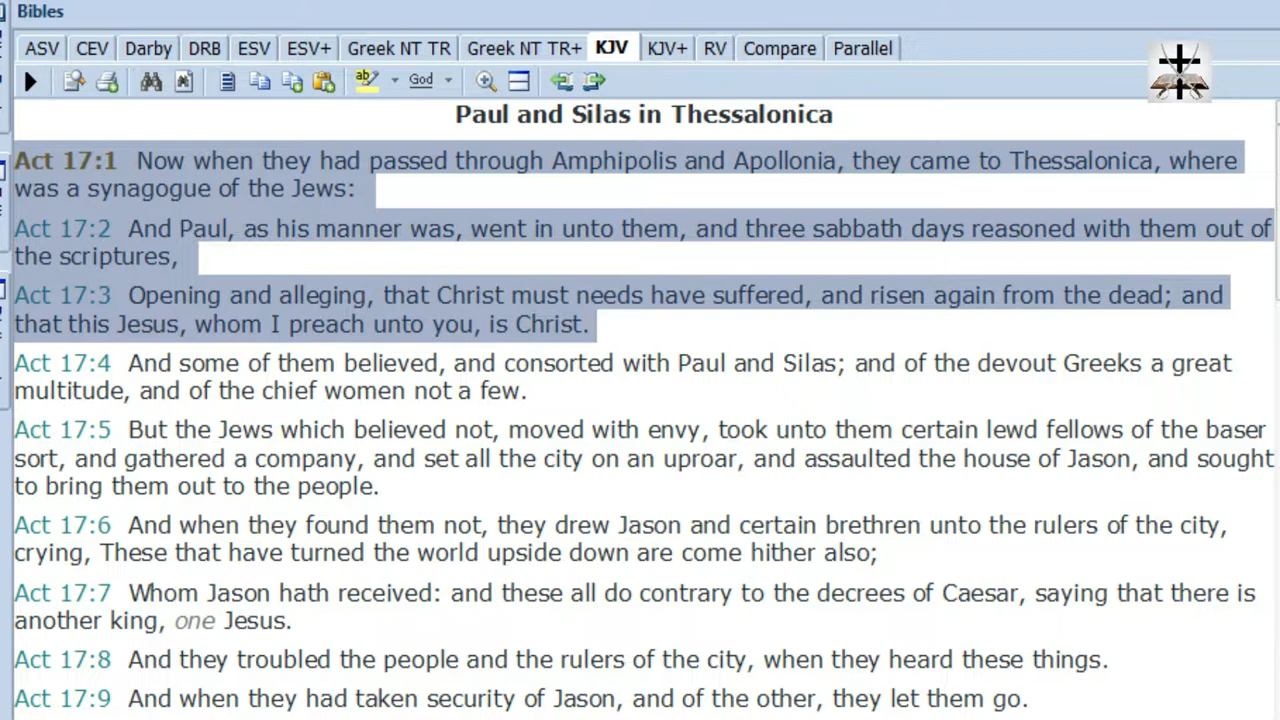 Bibles
ASV CEV Darby DRB ESV ESV+ Greek NT TR Greek NT TR+ KJV KJV+ RV Compare Parallel
ab God
Paul and Silas in Thessalonica
Act 17:1 Now when they had passed through Amphipolis and Apollonia, they came to Thessalonica, where
was a synagogue of the Jews:
Act 17:2 And Paul, as his manner was, went in unto them, and three sabbath days reasoned with them out of
the scriptures,
Act 17:3 Opening and alleging, that Christ must needs have suffered, and risen again from the dead; and
that this Jesus, whom I preach unto you, is Christ.
Act 17:4 And some of them believed, and consorted with Paul and Silas; and of the devout Greeks a great
multitude, and of the chief women not a few.
Act 17:5 But the Jews which believed not, moved with envy, took unto them certain lewd fellows of the baser
sort, and gathered a company, and set all the city on an uproar, and assaulted the house of Jason, and sought
to bring them out to the people.
Act 17:6 And when they found them not, they drew Jason and certain brethren unto the rulers of the city,
crying, These that have turned the world upside down are come hither also;
Act 17:7 Whom Jason hath received: and these all do contrary to the decrees of Caesar, saying that there is
another king, one Jesus.
Act 17:8 And they troubled the people and the rulers of the city, when they heard these things.
Act 17:9 And when they had taken security of Jason, and of the other, they let them go.